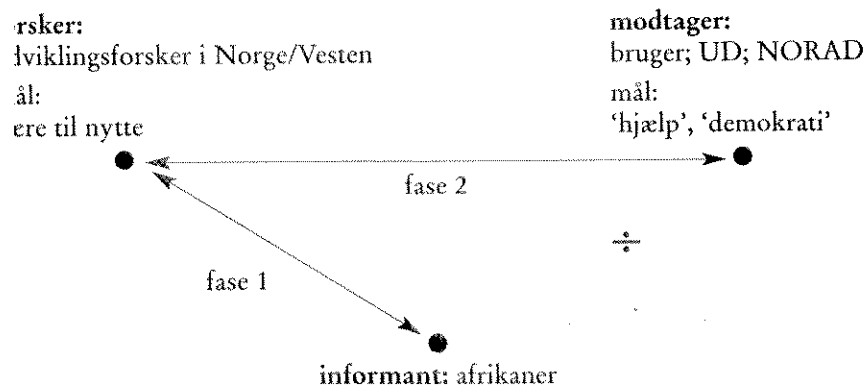 rsker:
lviklingsforsker i Norge/Vesten
ål:
ere til nytte
modtager:
bruger; UD; NORAD
mål:
‘hjælp’, ‘demokrati’
fase 2
÷
fase 1
informant: afrikaner